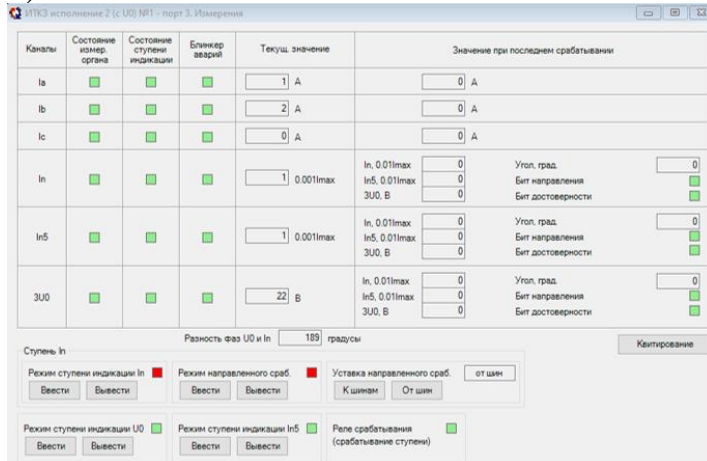 ИТКЗ исполнение 2 (с U0) №1 - порт 3. Измерения
Каналы Состояние измер. органа Состояние ступени индикации Блинкер аварий Текущ. значение Значение при последнем срабатывании
Ia 1 А 0 А
Ib 2 А 0 А
Ic 0 А 0 А
In 1 0.001Imax
In, 0.01Imax 0 Угол, град. 0
In5, 0.01Imax 0 Бит направления
3U0, В 0 Бит достоверности
In5 1 0.001Imax
In, 0.01Imax 0 Угол, град. 0
In5, 0.01Imax 0 Бит направления
3U0, В 0 Бит достоверности
3U0 22 В
In, 0.01Imax 0 Угол, град. 0
In5, 0.01Imax 0 Бит направления
3U0, В 0 Бит достоверности
Разность фаз U0 и In 189 градусы
Квитирование
Ступень In
Режим ступени индикации In Режим направленного сраб. Уставка направленного сраб. от шин
Ввести Вывести Ввести Вывести К шинам От шин
Режим ступени индикации U0 Режим ступени индикации In5 Реле срабатывания
(срабатывание ступени)
Ввести Вывести Ввести Вывести